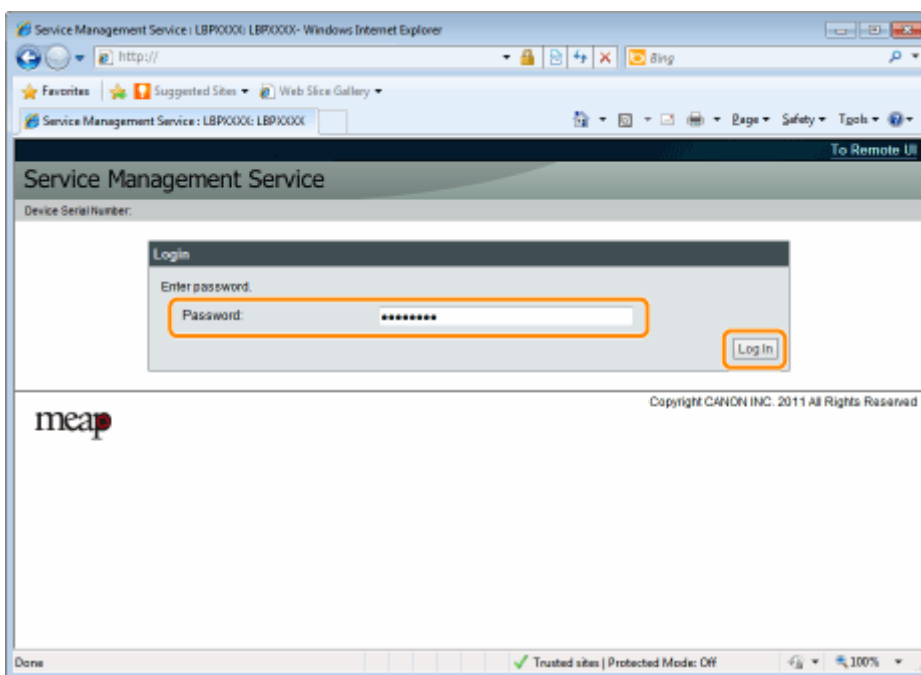 Service Management Service : LBPXXXX: LBPXXXX- Windows Internet Explorer
http://
Bing
Favorites Suggested Sites Web Slice Gallery
Service Management Service : LBPXXXX: LBPXXXX Page Safety Tools
To Remote UI
Service Management Service
Device Serial Number:
Login
Enter password.
Password: ••••••••
Log In
Copyright CANON INC. 2011 All Rights Reserved
meap
Done Trusted sites | Protected Mode: Off 100%